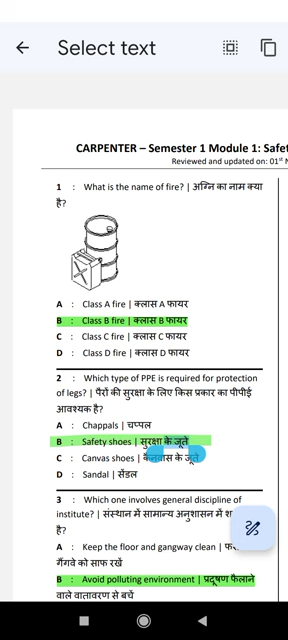 Select text
CARPENTER – Semester 1 Module 1: Safet
Reviewed and updated on: 01st N
1 : What is the name of fire? | अग्नि का नाम क्या
है?
A : Class A fire | क्लास A फायर
B : Class B fire | क्लास B फायर
C : Class C fire | क्लास C फायर
D : Class D fire | क्लास D फायर
2 : Which type of PPE is required for protection
of legs? | पैरों की सुरक्षा के लिए किस प्रकार का पीपीई
आवश्यक है?
A : Chappals | चप्पल
B : Safety shoes | सुरक्षा के जूते
C : Canvas shoes | कैनवास के जूते
D : Sandal | सेंडल
3 : Which one involves general discipline of
institute? | संस्थान में सामान्य अनुशासन में
है?
A : Keep the floor and gangway clean |
गैंगवे को साफ रखें
B : Avoid polluting environment | प्रदूषण फैलाने
वाले वातावरण से बचें